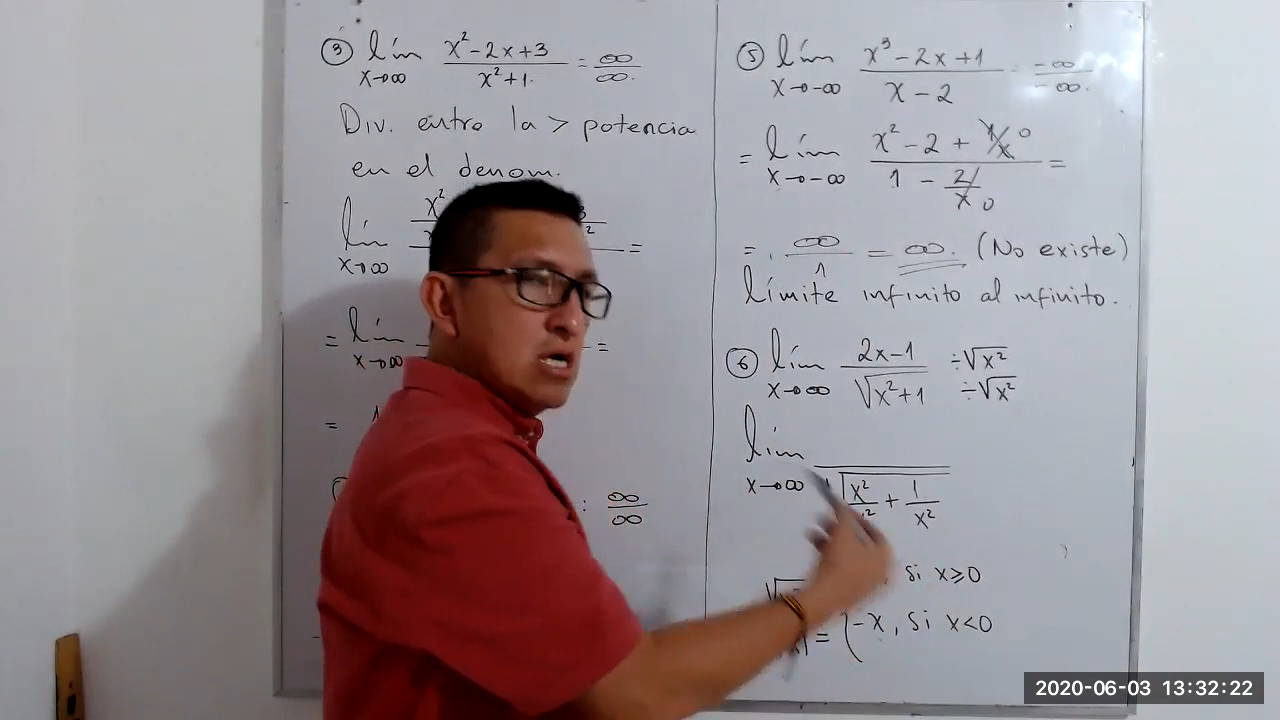 ③ lím x→∞ (x² - 2x + 3)/(x² + 1) = ∞/∞.
Div. entre la > potencia
en el denom.
lím x→∞ x² =
= lím x→∞ =
=
: ∞/∞
⑤ lím x→-∞ (x³ - 2x + 1)/(x - 2) = -∞/-∞.
= lím x→-∞ (x² - 2 + 1/x 0)/(1 - 2/x 0) =
= . ∞/1 = ∞. (No existe)
límite infinito al infinito.
⑥ lím x→∞ (2x-1)/√(x²+1) ÷√x² ÷√x²
lím x→∞ √(x²/x² + 1/x²)
si x≥0
= { -x, si x<0
2020-06-03 13:32:22